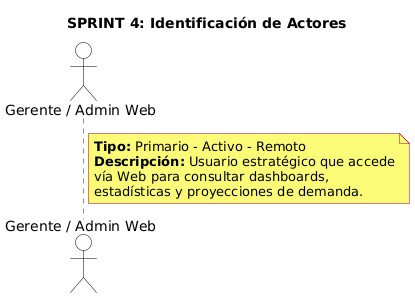 SPRINT 4: Identificación de Actores
Gerente / Admin Web
Tipo: Primario - Activo - Remoto
Descripción: Usuario estratégico que accede
vía Web para consultar dashboards,
estadísticas y proyecciones de demanda.
Gerente / Admin Web